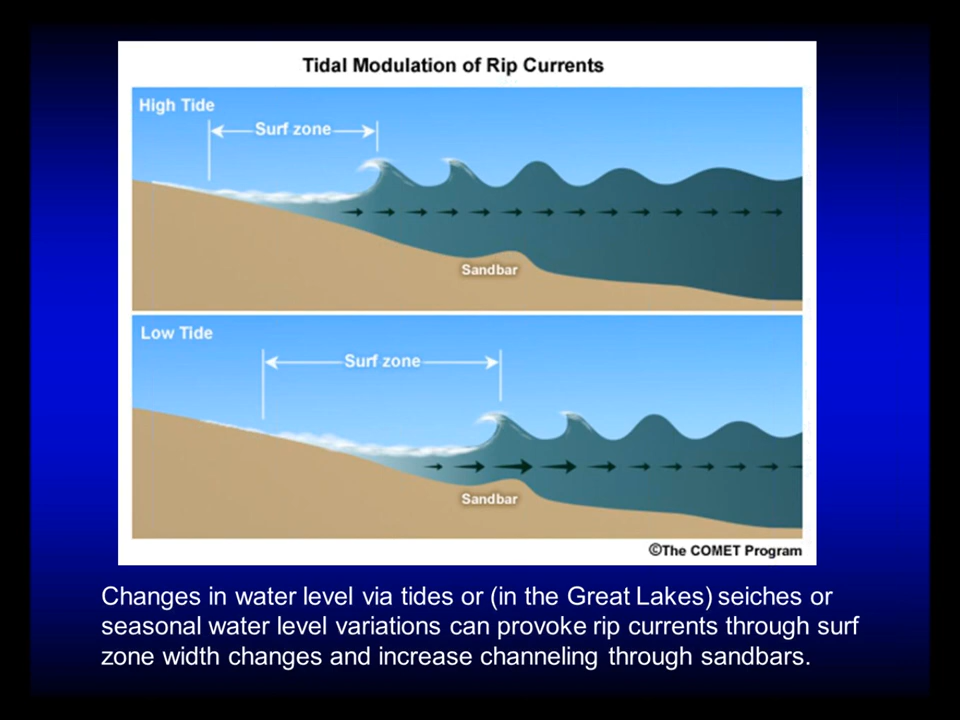 Tidal Modulation of Rip Currents
High Tide
Surf zone
Sandbar
Low Tide
Surf zone
Sandbar
©The COMET Program
Changes in water level via tides or (in the Great Lakes) seiches or
seasonal water level variations can provoke rip currents through surf
zone width changes and increase channeling through sandbars.